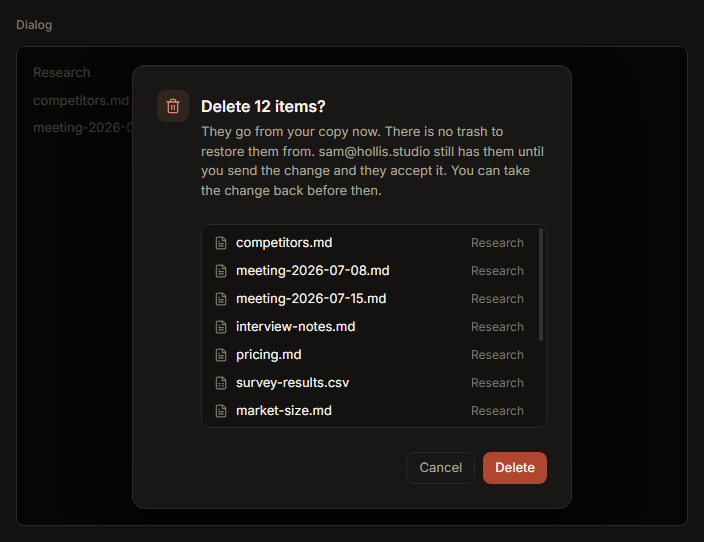 Dialog
Research
competitors.md
meeting-2026-0
Delete 12 items?
They go from your copy now. There is no trash to
restore them from. sam@hollis.studio still has them until
you send the change and they accept it. You can take
the change back before then.
competitors.md Research
meeting-2026-07-08.md Research
meeting-2026-07-15.md Research
interview-notes.md Research
pricing.md Research
survey-results.csv Research
market-size.md Research
Cancel Delete